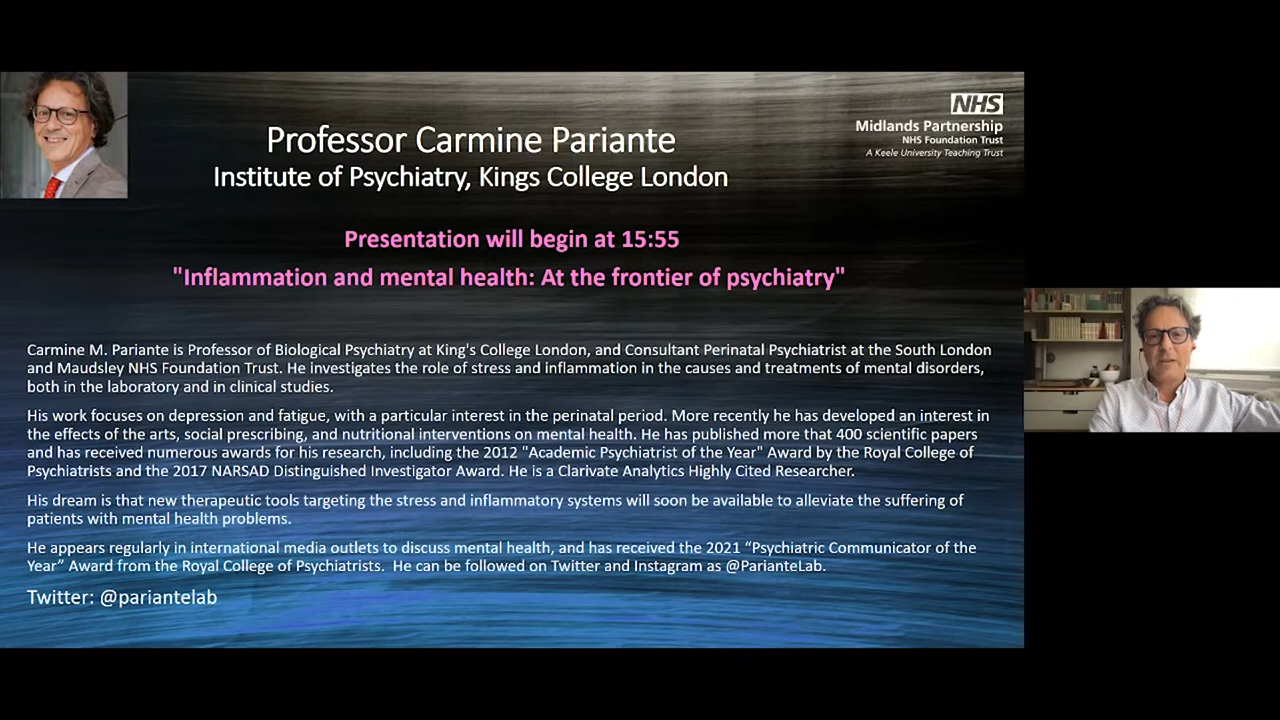 NHS
Midlands Partnership
NHS Foundation Trust
A Keele University Teaching Trust
Professor Carmine Pariante
Institute of Psychiatry, Kings College London
Presentation will begin at 15:55
"Inflammation and mental health: At the frontier of psychiatry"
Carmine M. Pariante is Professor of Biological Psychiatry at King's College London, and Consultant Perinatal Psychiatrist at the South London
and Maudsley NHS Foundation Trust. He investigates the role of stress and inflammation in the causes and treatments of mental disorders,
both in the laboratory and in clinical studies.
His work focuses on depression and fatigue, with a particular interest in the perinatal period. More recently he has developed an interest in
the effects of the arts, social prescribing, and nutritional interventions on mental health. He has published more that 400 scientific papers
and has received numerous awards for his research, including the 2012 "Academic Psychiatrist of the Year" Award by the Royal College of
Psychiatrists and the 2017 NARSAD Distinguished Investigator Award. He is a Clarivate Analytics Highly Cited Researcher.
His dream is that new therapeutic tools targeting the stress and inflammatory systems will soon be available to alleviate the suffering of
patients with mental health problems.
He appears regularly in international media outlets to discuss mental health, and has received the 2021 “Psychiatric Communicator of the
Year” Award from the Royal College of Psychiatrists.  He can be followed on Twitter and Instagram as @ParianteLab.
Twitter: @pariantelab